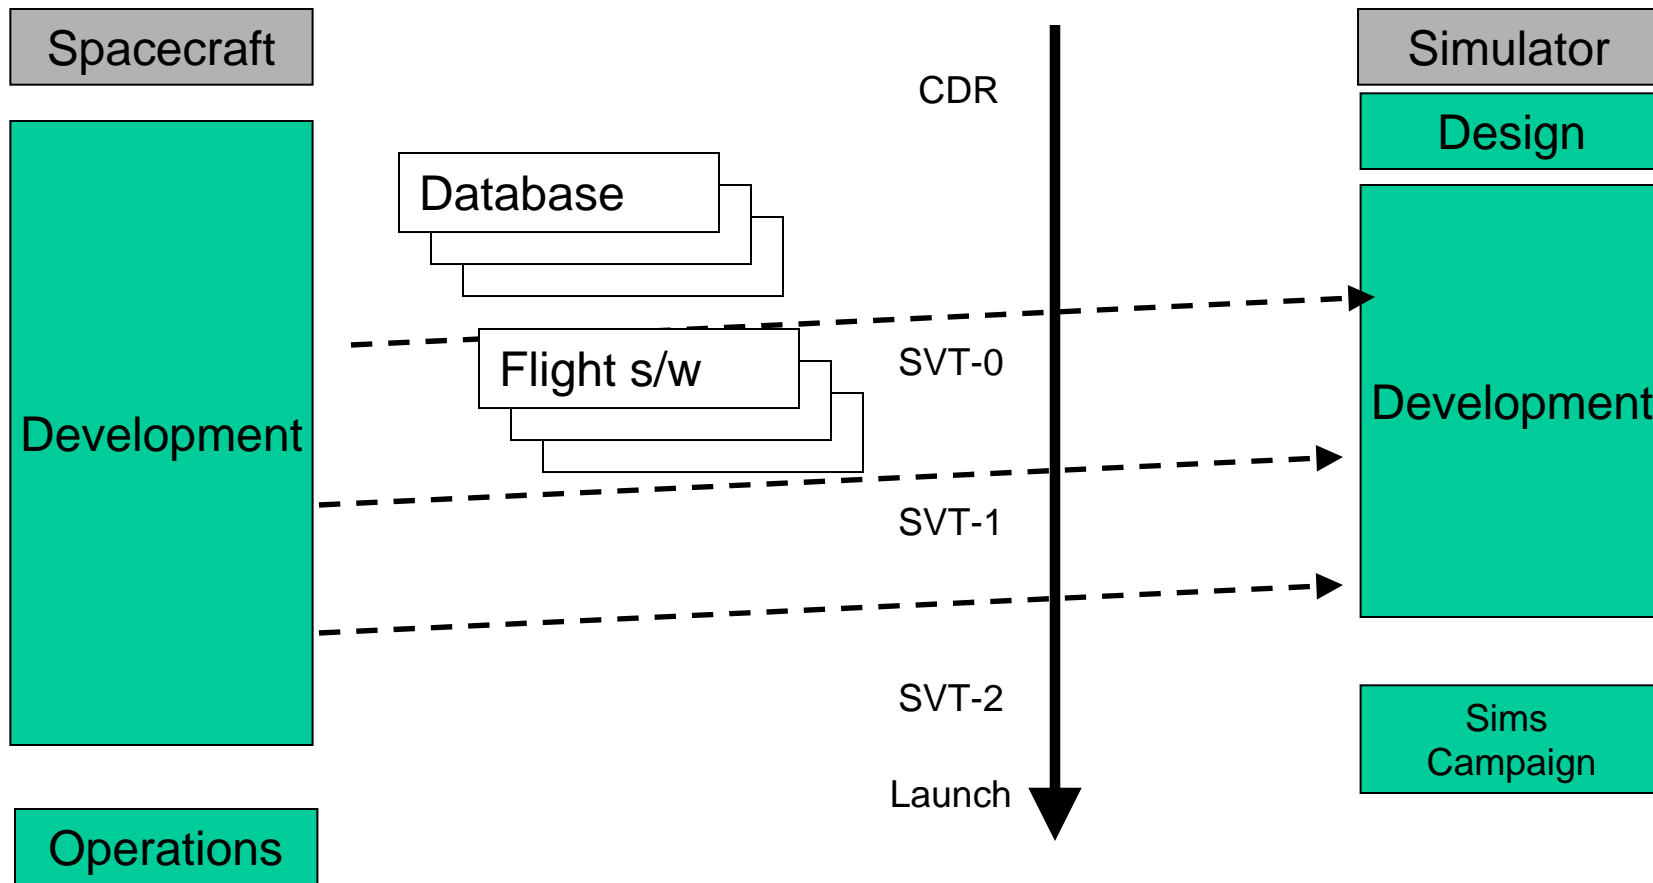 Spacecraft
Simulator
CDR
Design
Database
Flight s/w
SVT-0
Development
Development
SVT-1
SVT-2
Sims
Campaign
Launch
Operations